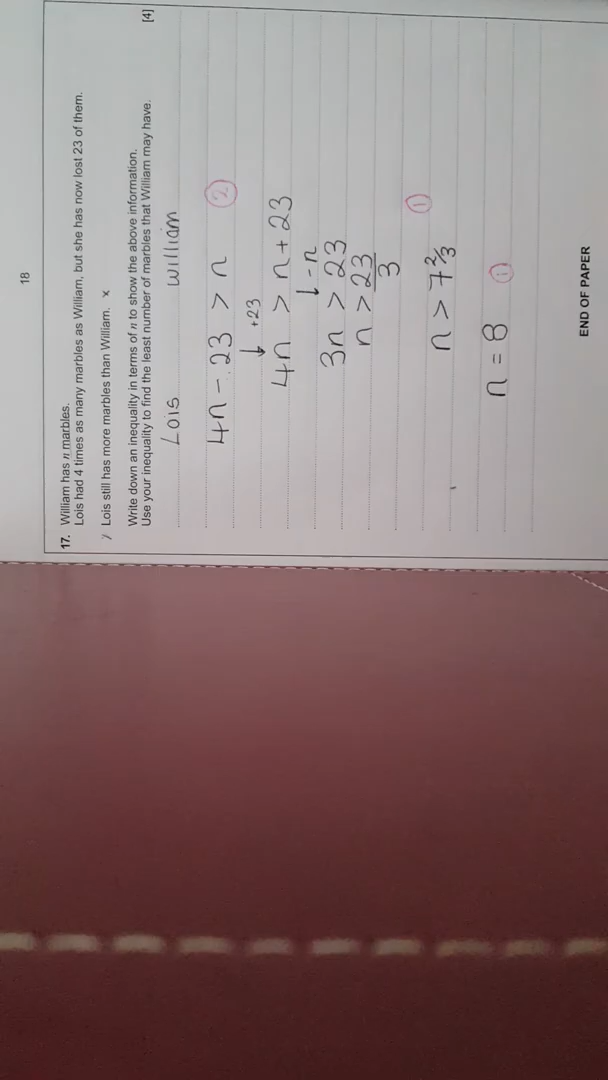 18
17. William has n marbles.
Lois had 4 times as many marbles as William, but she has now lost 23 of them.
Lois still has more marbles than William. x
Write down an inequality in terms of n to show the above information.
Use your inequality to find the least number of marbles that William may have.
[4]
Lois William
4n - 23 > n ②
↓ +23
4n > n + 23
↓ -n
3n > 23
n > 23/3
n > 7 2/3 ①
n = 8 ①
END OF PAPER